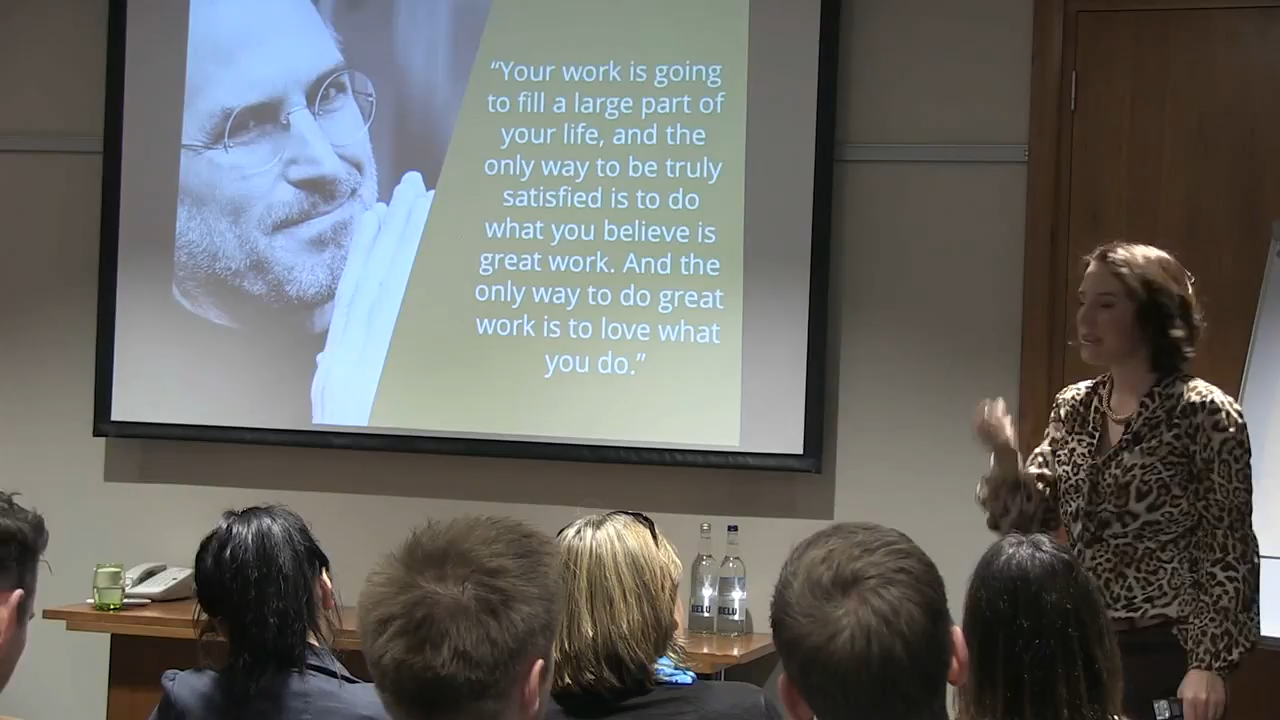 “Your work is going
to fill a large part of
your life, and the
only way to be truly
satisfied is to do
what you believe is
great work. And the
only way to do great
work is to love what
you do.”
BELU BELU